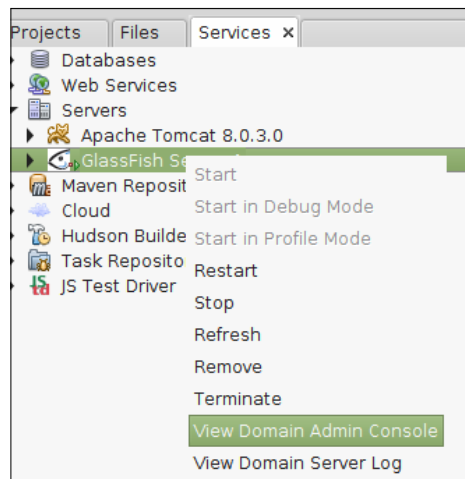 Projects Files Services ×
Databases
Web Services
Servers
Apache Tomcat 8.0.3.0
GlassFish Se
Start
Maven Reposit
Start in Debug Mode
Cloud
Hudson Builde
Start in Profile Mode
Task Reposito
Restart
JS Test Driver
Stop
Refresh
Remove
Terminate
View Domain Admin Console
View Domain Server Log